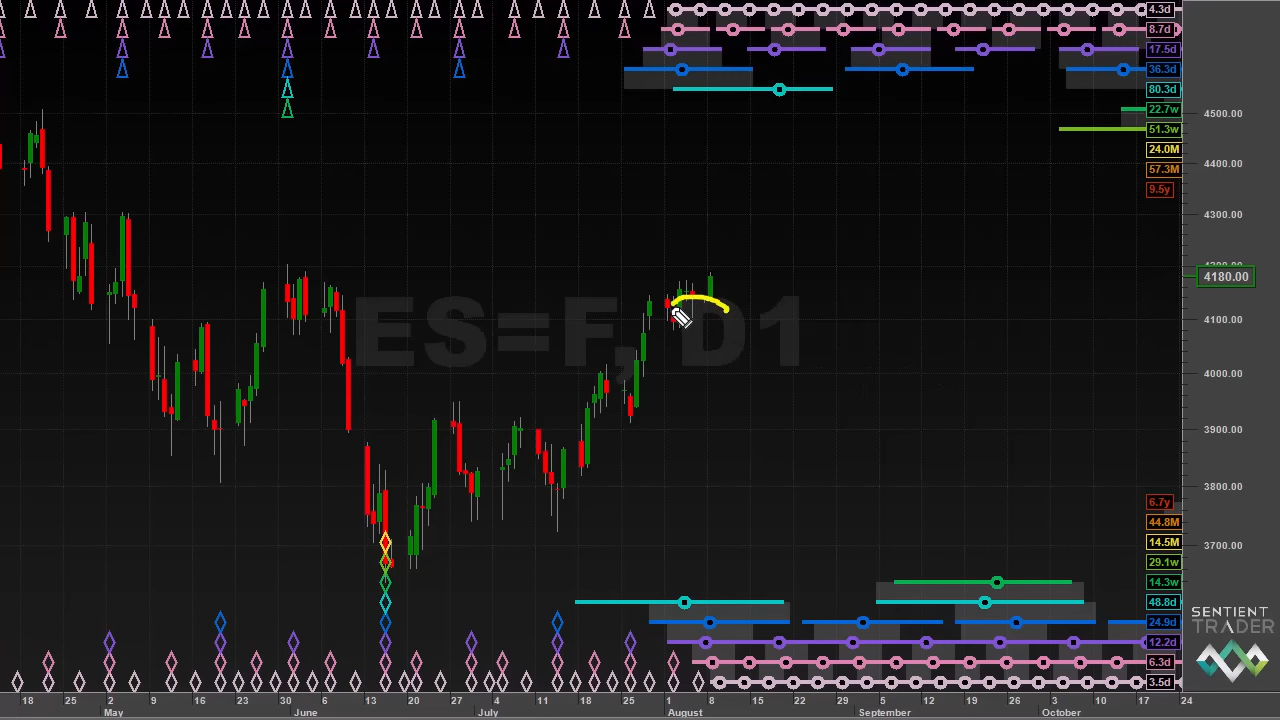 4.3d
8.7d
17.5d
36.3d
80.3d
22.7w
51.3w
24.0M
57.3M
9.5y
4500.00
4400.00
4300.00
4200.00
4180.00
4100.00
4000.00
3900.00
3800.00
3700.00
ES=F, D1
6.7y
44.8M
14.5M
29.1w
14.3w
48.8d
24.9d
12.2d
6.3d
3.5d
SENTIENT
TRADER
18 25 2 9 16 23 30 6 13 20 27 4 11 18 25 1 8 15 22 29 5 12 19 26 3 10 17 24
May June July August September October